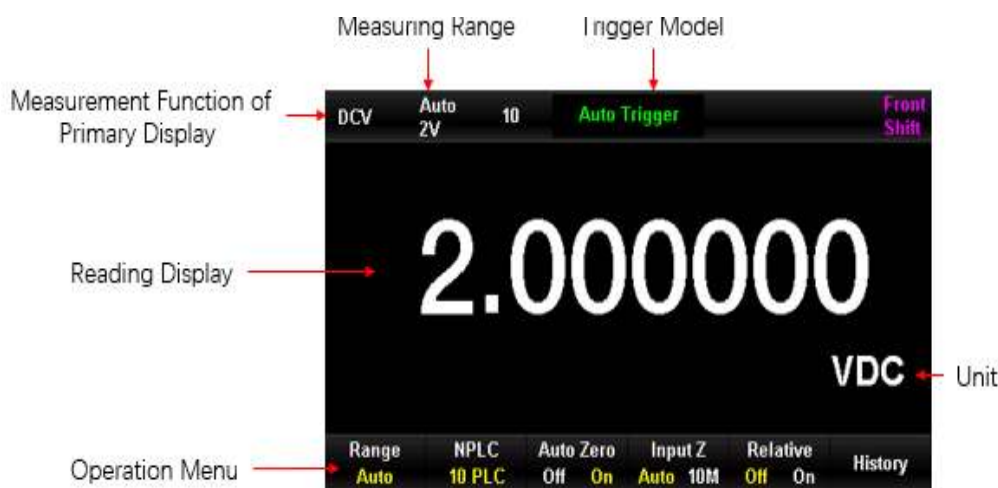 Measuring Range
Trigger Model
Measurement Function of
Primary Display
DCV
Auto
2V
10
Auto Trigger
Front
Shift
Reading Display
2.000000
VDC
Unit
Operation Menu
Range
Auto
NPLC
10 PLC
Auto Zero
Off On
Input Z
Auto 10M
Relative
Off On
History